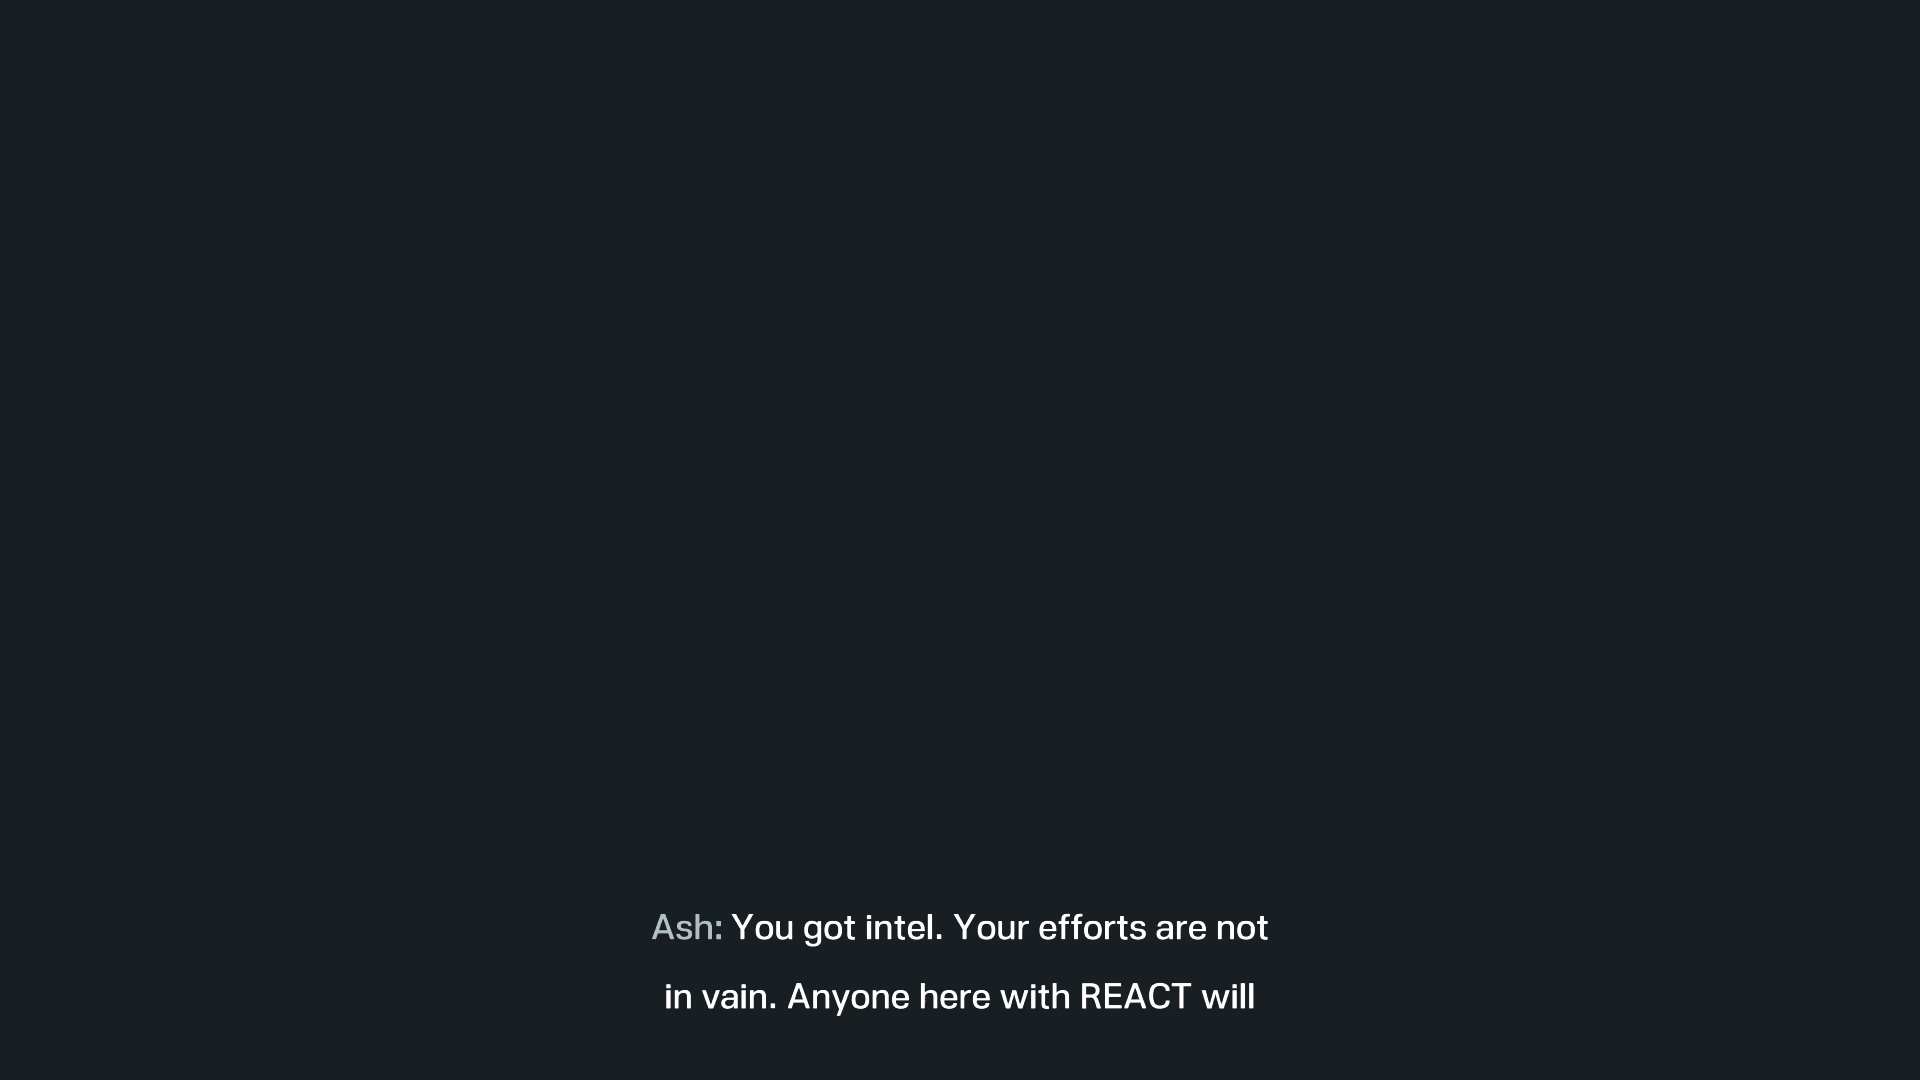 Ash: You got intel. Your efforts are not
in vain. Anyone here with REACT will